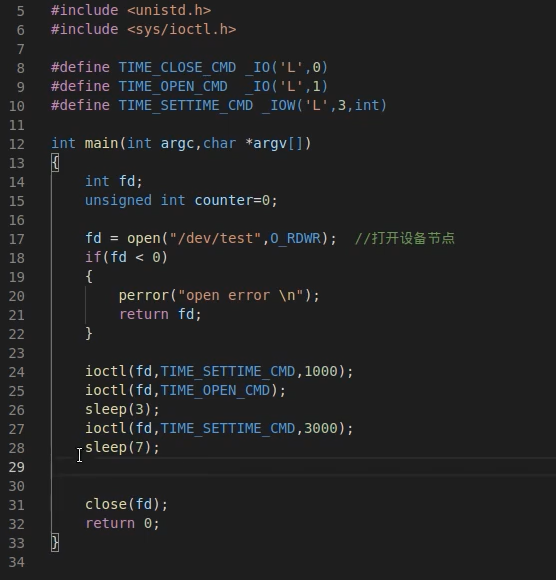 5 #include <unistd.h>
6 #include <sys/ioctl.h>
7
8 #define TIME_CLOSE_CMD _IO('L',0)
9 #define TIME_OPEN_CMD  _IO('L',1)
10 #define TIME_SETTIME_CMD _IOW('L',3,int)
11
12 int main(int argc,char *argv[])
13 {
14     int fd;
15     unsigned int counter=0;
16
17     fd = open("/dev/test",O_RDWR);  //打开设备节点
18     if(fd < 0)
19     {
20         perror("open error \n");
21         return fd;
22     }
23
24     ioctl(fd,TIME_SETTIME_CMD,1000);
25     ioctl(fd,TIME_OPEN_CMD);
26     sleep(3);
27     ioctl(fd,TIME_SETTIME_CMD,3000);
28     sleep(7);
29
30
31     close(fd);
32     return 0;
33 }
34